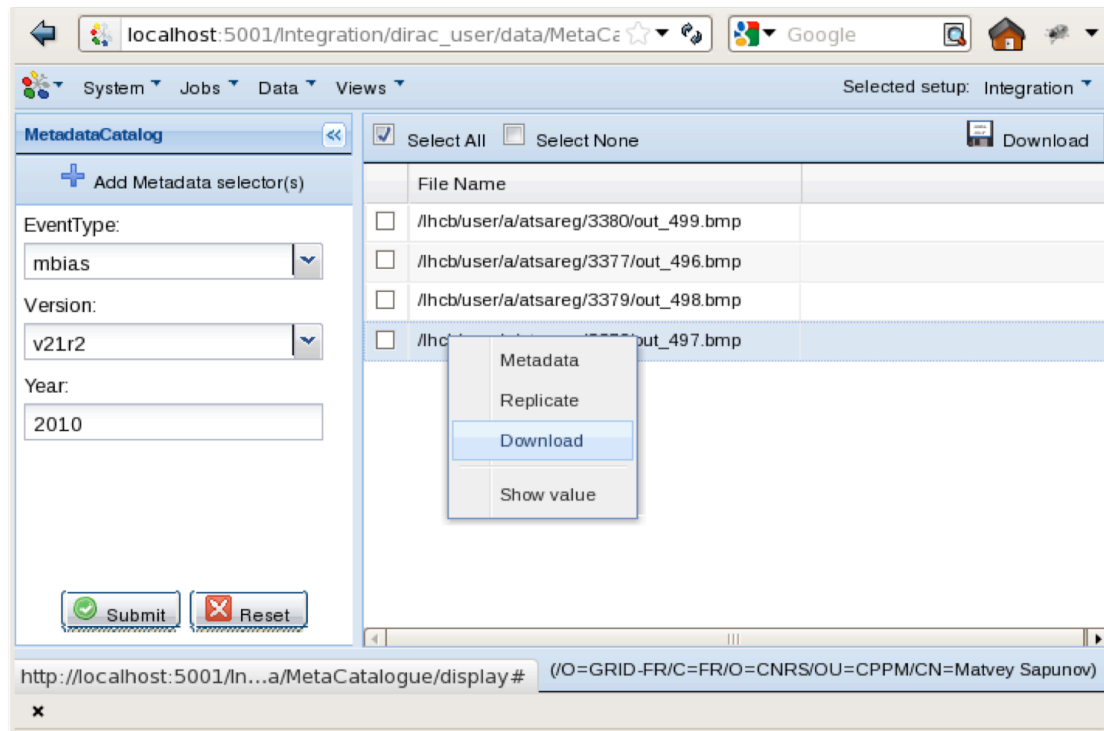 localhost:5001/Integration/dirac_user/data/MetaCa
Google
System Jobs Data Views
Selected setup: Integration
MetadataCatalog
Select All Select None Download
Add Metadata selector(s)
File Name
EventType:
mbias
Version:
v21r2
Year:
2010
/lhcb/user/a/atsareg/3380/out_499.bmp
/lhcb/user/a/atsareg/3377/out_496.bmp
/lhcb/user/a/atsareg/3379/out_498.bmp
/lhc out_497.bmp
Metadata
Replicate
Download
Show value
Submit Reset
http://localhost:5001/In...a/MetaCatalogue/display#
(/O=GRID-FR/C=FR/O=CNRS/OU=CPPM/CN=Matvey Sapunov)